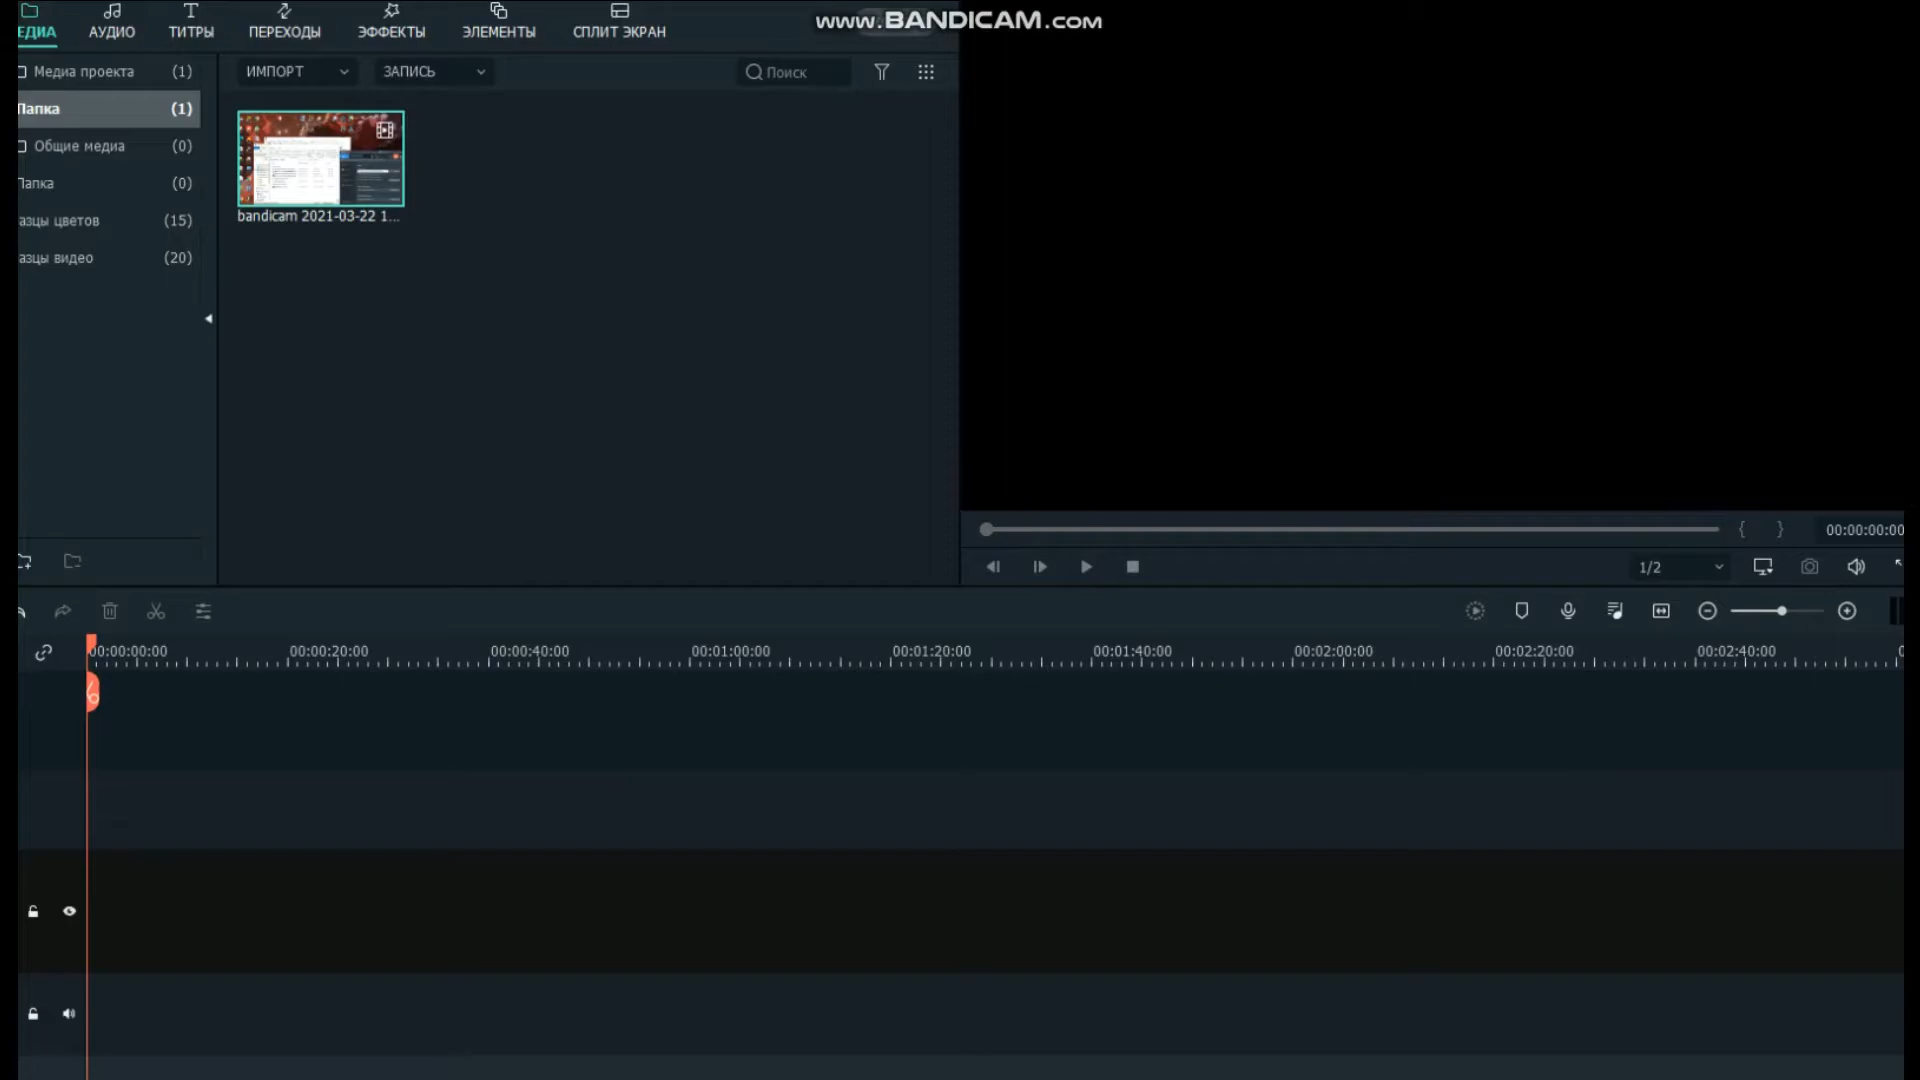 www.BANDICAM.com
ЕДИА АУДИО ТИТРЫ ПЕРЕХОДЫ ЭФФЕКТЫ ЭЛЕМЕНТЫ СПЛИТ ЭКРАН
Медиа проекта (1)
Папка (1)
Общие медиа (0)
Папка (0)
азцы цветов (15)
азцы видео (20)
ИМПОРТ ЗАПИСЬ Поиск
bandicam 2021-03-22 1...
{ } 00:00:00:00
1/2
00:00:00:00 00:00:20:00 00:00:40:00 00:01:00:00 00:01:20:00 00:01:40:00 00:02:00:00 00:02:20:00 00:02:40:00